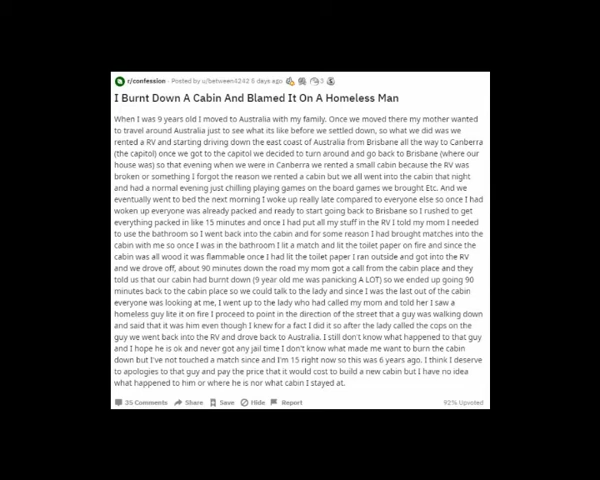 r/confession · Posted by u/between4242 5 days ago 3
I Burnt Down A Cabin And Blamed It On A Homeless Man
When I was 9 years old I moved to Australia with my family. Once we moved there my mother wanted
to travel around Australia just to see what its like before we settled down, so what we did was we
rented a RV and starting driving down the east coast of Australia from Brisbane all the way to Canberra
(the capitol) once we got to the capitol we decided to turn around and go back to Brisbane (where our
house was) so that evening when we were in Canberra we rented a small cabin because the RV was
broken or something I forgot the reason we rented a cabin but we all went into the cabin that night
and had a normal evening just chilling playing games on the board games we brought Etc. And we
eventually went to bed the next morning I woke up really late compared to everyone else so once I had
woken up everyone was already packed and ready to start going back to Brisbane so I rushed to get
everything packed in like 15 minutes and once I had put all my stuff in the RV I told my mom I needed
to use the bathroom so I went back into the cabin and for some reason I had brought matches into the
cabin with me so once I was in the bathroom I lit a match and lit the toilet paper on fire and since the
cabin was all wood it was flammable once I had lit the toilet paper I ran outside and got into the RV
and we drove off, about 90 minutes down the road my mom got a call from the cabin place and they
told us that our cabin had burnt down (9 year old me was panicking A LOT) so we ended up going 90
minutes back to the cabin place so we could talk to the lady and since I was the last out of the cabin
everyone was looking at me, I went up to the lady who had called my mom and told her I saw a
homeless guy lite it on fire I proceed to point in the direction of the street that a guy was walking down
and said that it was him even though I knew for a fact I did it so after the lady called the cops on the
guy we went back into the RV and drove back to Australia. I still don't know what happened to that guy
and I hope he is ok and never got any jail time I don't know what made me want to burn the cabin
down but I've not touched a match since and I'm 15 right now so this was 6 years ago. I think I deserve
to apologies to that guy and pay the price that it would cost to build a new cabin but I have no idea
what happened to him or where he is nor what cabin I stayed at.
35 Comments Share Save Hide Report 92% Upvoted